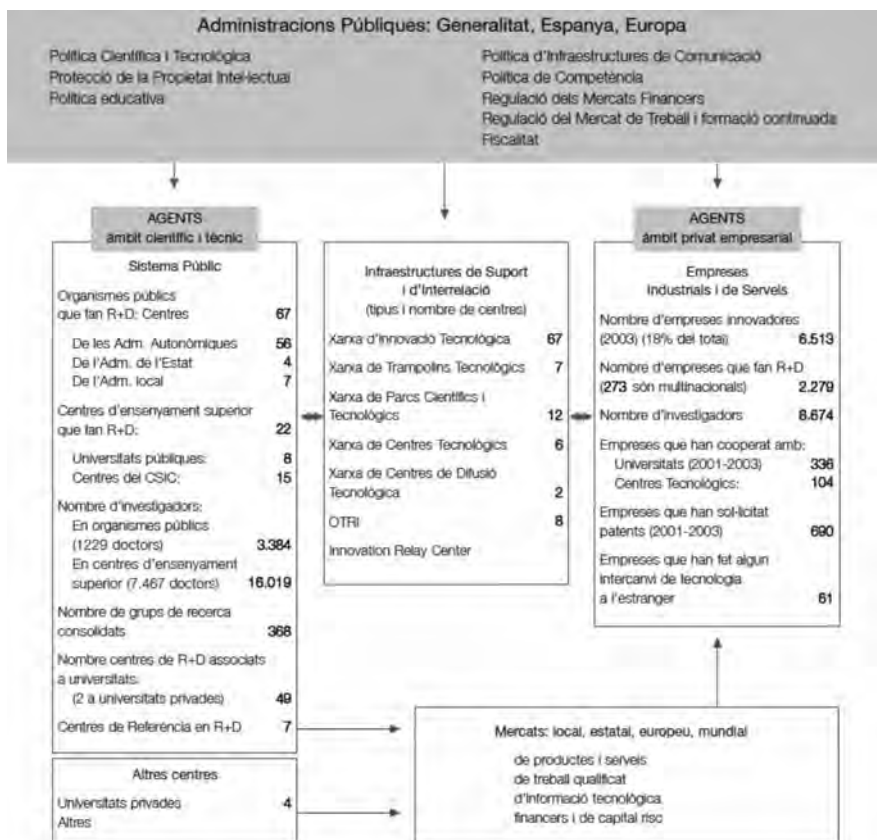 Administracions Públiques: Generalitat, Espanya, Europa
Política Científica i Tecnològica
Protecció de la Propietat Intel·lectual
Política educativa
Política d'Infraestructures de Comunicació
Política de Competència
Regulació dels Mercats Financers
Regulació del Mercat de Treball i formació continuada
Fiscalitat
AGENTS
àmbit científic i tècnic
Sistema Públic
Organismes públics
que fan R+D: Centres 67
De les Adm. Autonòmiques 56
De l'Adm. de l'Estat 4
De l'Adm. local 7
Centres d'ensenyament superior
que fan R+D: 22
Universitats públiques: 8
Centres del CSIC: 15
Nombre d'investigadors:
En organismes públics
(1229 doctors) 3.384
En centres d'ensenyament
superior (7.467 doctors) 16.019
Nombre de grups de recerca
consolidats 368
Nombre centres de R+D associats
a universitats:
(2 a universitats privades) 49
Centres de Referència en R+D 7
Altres centres
Universitats privades 4
Altres
Infraestructures de Suport
i d'Interrelació
(tipus i nombre de centres)
Xarxa d'Innovació Tecnològica 67
Xarxa de Trampolins Tecnològics 7
Xarxa de Parcs Científics i
Tecnològics 12
Xarxa de Centres Tecnològics 6
Xarxa de Centres de Difusió
Tecnològica 2
OTRI 8
Innovation Relay Center
AGENTS
àmbit privat empresarial
Empreses
Industrials i de Serveis
Nombre d'empreses innovadores
(2003) (18% del total) 6.513
Nombre d'empreses que fan R+D
(273 són multinacionals) 2.279
Nombre d'investigadors 8.674
Empreses que han cooperat amb:
Universitats (2001-2003) 336
Centres Tecnològics: 104
Empreses que han sol·licitat
patents (2001-2003) 690
Empreses que han fet algun
intercanvi de tecnologia
a l'estranger 61
Mercats: local, estatal, europeu, mundial
de productes i serveis
de treball qualificat
d'informació tecnològica
financers i de capital risc